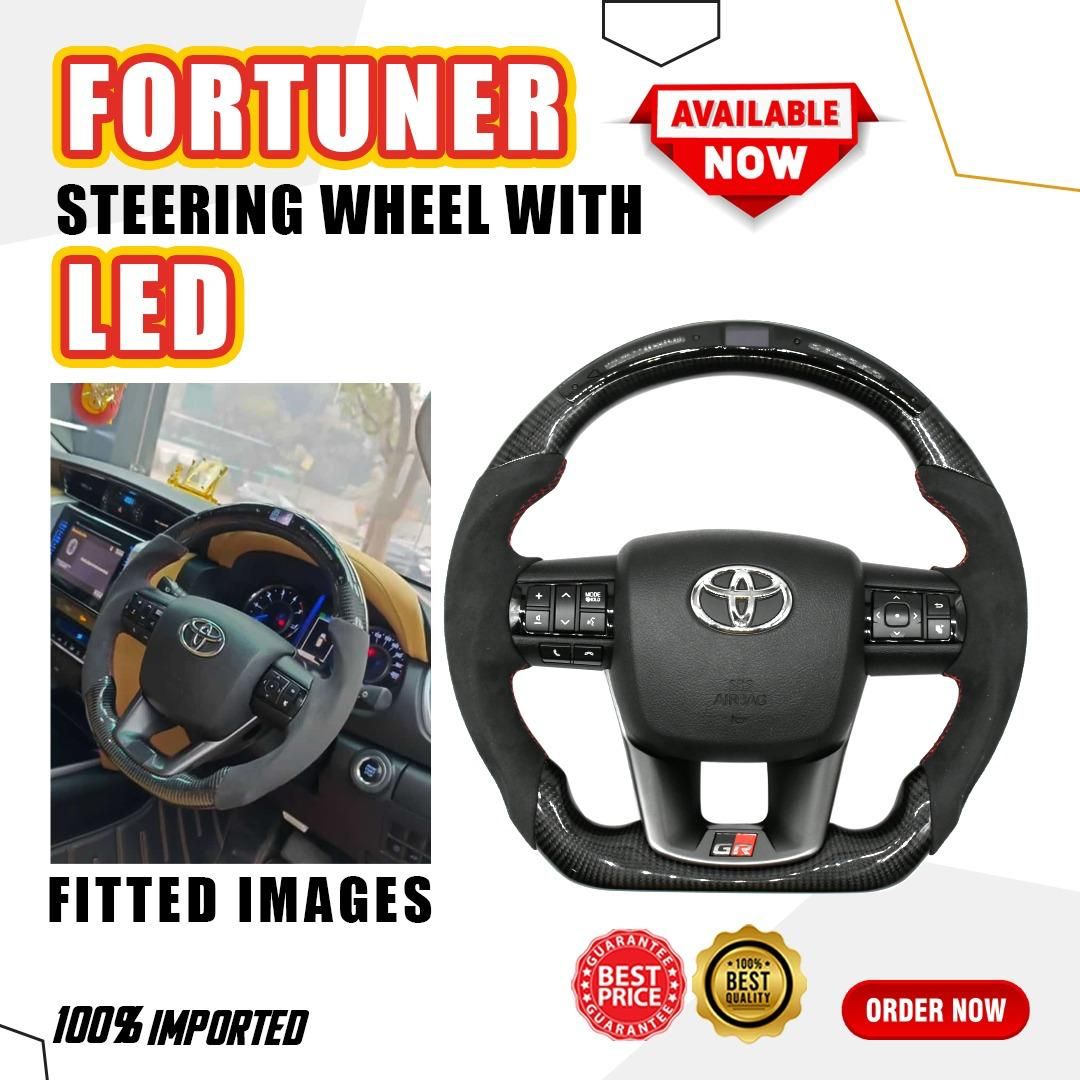 FORTUNER
STEERING WHEEL WITH
LED
AVAILABLE
NOW
MODE
HOLD
SRS
AIRBAG
GR
FITTED IMAGES
100% IMPORTED
GUARANTEE
BEST
PRICE
GUARANTEE
100%
BEST
QUALITY
ORDER NOW